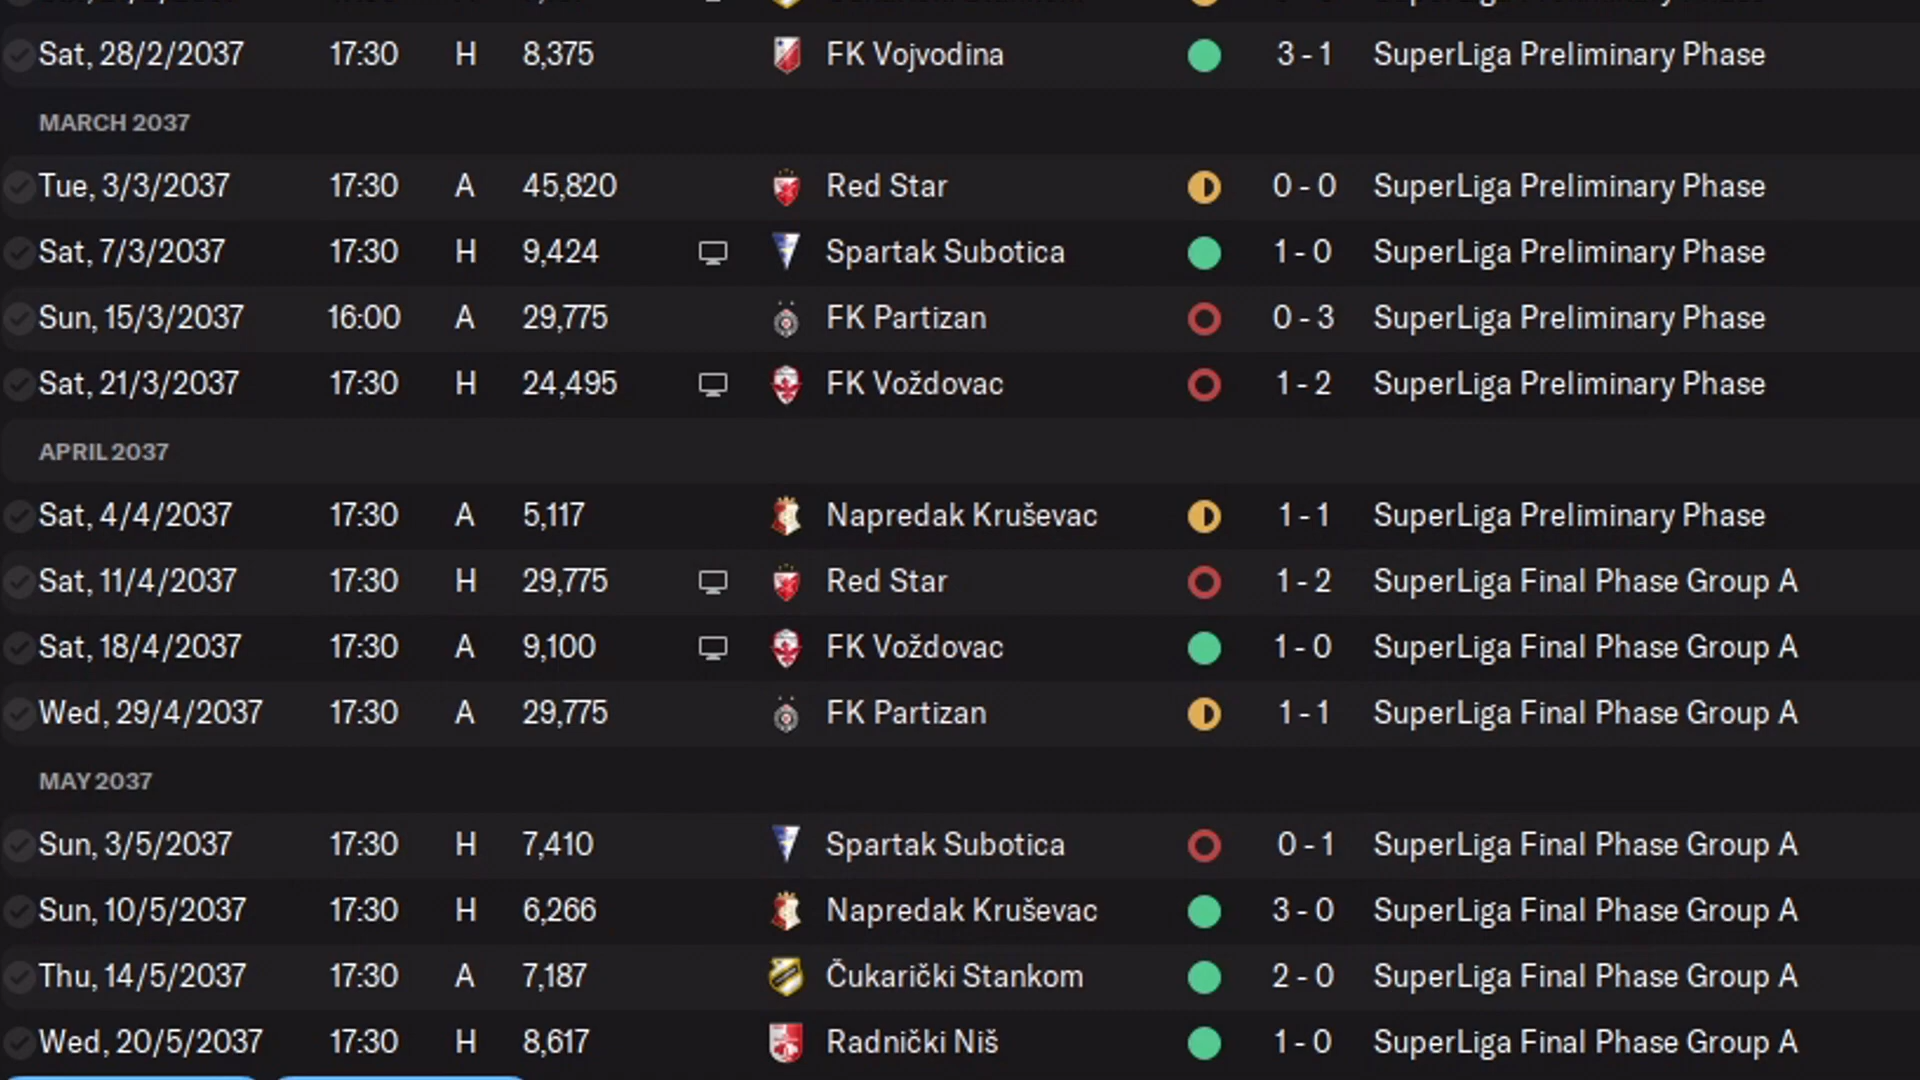 Sat, 28/2/2037 17:30 H 8,375 FK Vojvodina 3 - 1 SuperLiga Preliminary Phase
MARCH 2037
Tue, 3/3/2037 17:30 A 45,820 Red Star 0 - 0 SuperLiga Preliminary Phase
Sat, 7/3/2037 17:30 H 9,424 Spartak Subotica 1 - 0 SuperLiga Preliminary Phase
Sun, 15/3/2037 16:00 A 29,775 FK Partizan 0 - 3 SuperLiga Preliminary Phase
Sat, 21/3/2037 17:30 H 24,495 FK Voždovac 1 - 2 SuperLiga Preliminary Phase
APRIL 2037
Sat, 4/4/2037 17:30 A 5,117 Napredak Kruševac 1 - 1 SuperLiga Preliminary Phase
Sat, 11/4/2037 17:30 H 29,775 Red Star 1 - 2 SuperLiga Final Phase Group A
Sat, 18/4/2037 17:30 A 9,100 FK Voždovac 1 - 0 SuperLiga Final Phase Group A
Wed, 29/4/2037 17:30 A 29,775 FK Partizan 1 - 1 SuperLiga Final Phase Group A
MAY 2037
Sun, 3/5/2037 17:30 H 7,410 Spartak Subotica 0 - 1 SuperLiga Final Phase Group A
Sun, 10/5/2037 17:30 H 6,266 Napredak Kruševac 3 - 0 SuperLiga Final Phase Group A
Thu, 14/5/2037 17:30 A 7,187 Čukarički Stankom 2 - 0 SuperLiga Final Phase Group A
Wed, 20/5/2037 17:30 H 8,617 Radnički Niš 1 - 0 SuperLiga Final Phase Group A